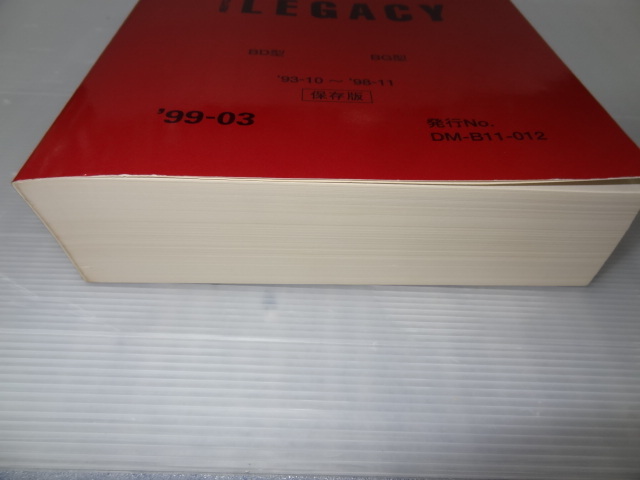 LEGACY
BD型 BG型
'93-10 ～ '98-11
保存版
'99-03
発行No.
DM-B11-012